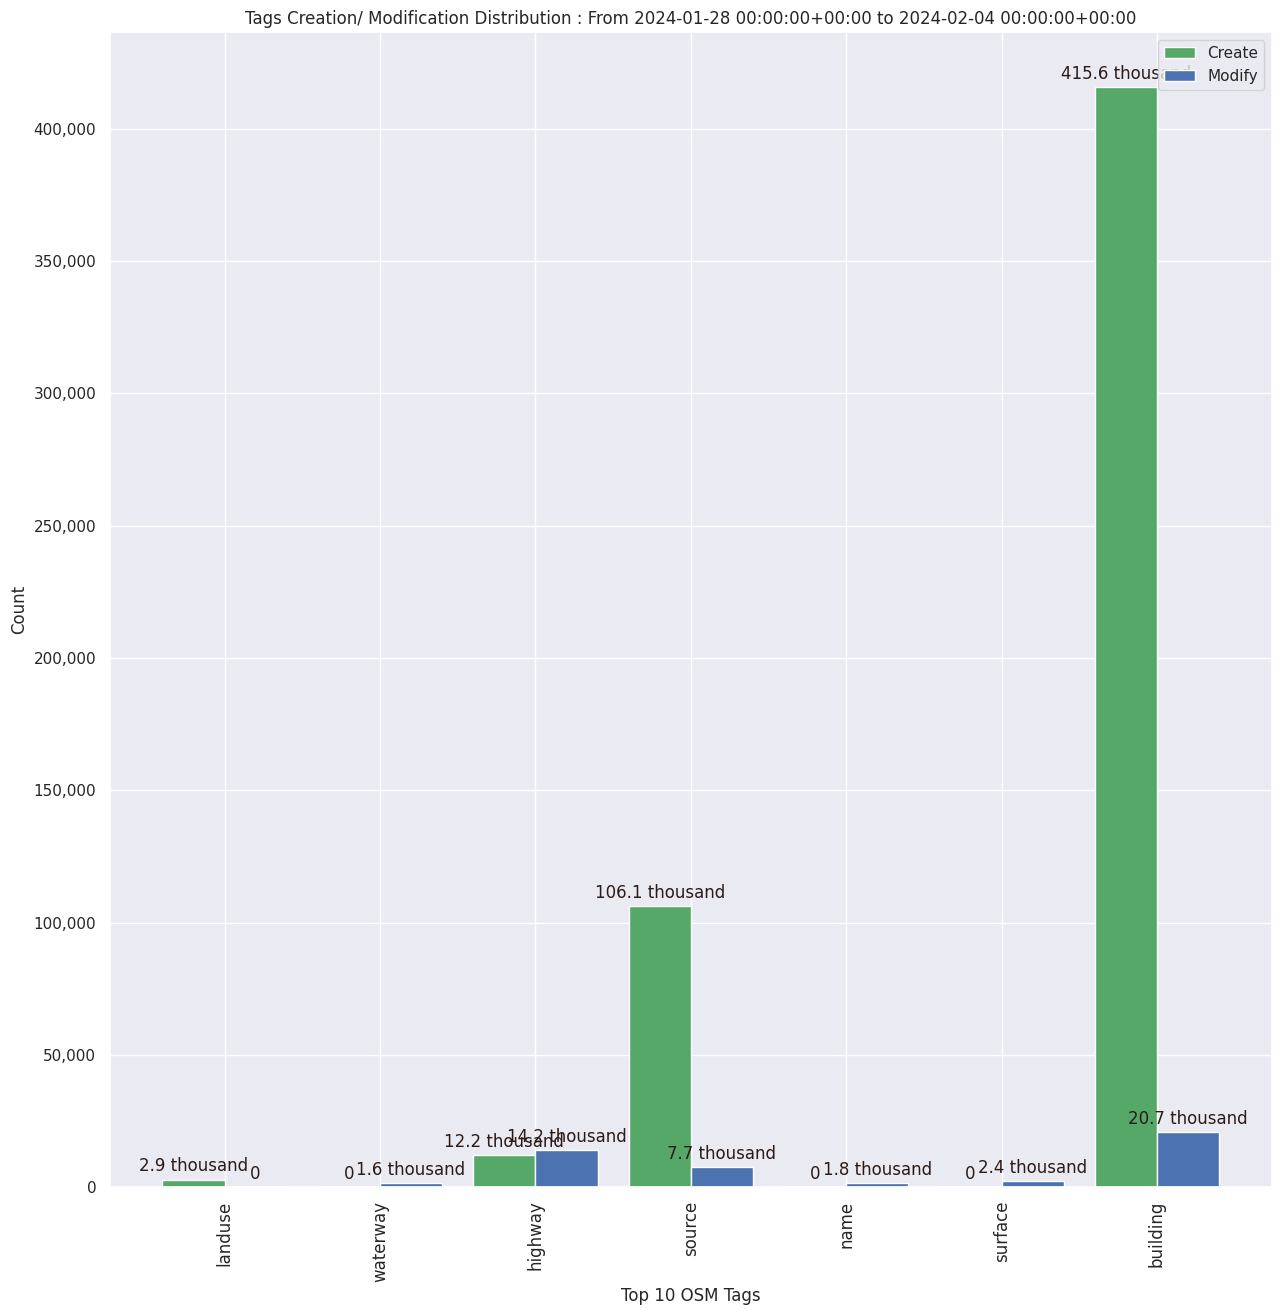 Tags Creation/ Modification Distribution : From 2024-01-28 00:00:00+00:00 to 2024-02-04 00:00:00+00:00
Create
Modify
415.6 thousand
400,000
350,000
300,000
250,000
200,000
150,000
100,000
50,000
0
Count
2.9 thousand
0
0
1.6 thousand
12.2 thousand
14.2 thousand
106.1 thousand
7.7 thousand
0
1.8 thousand
0
2.4 thousand
20.7 thousand
landuse
waterway
highway
source
name
surface
building
Top 10 OSM Tags